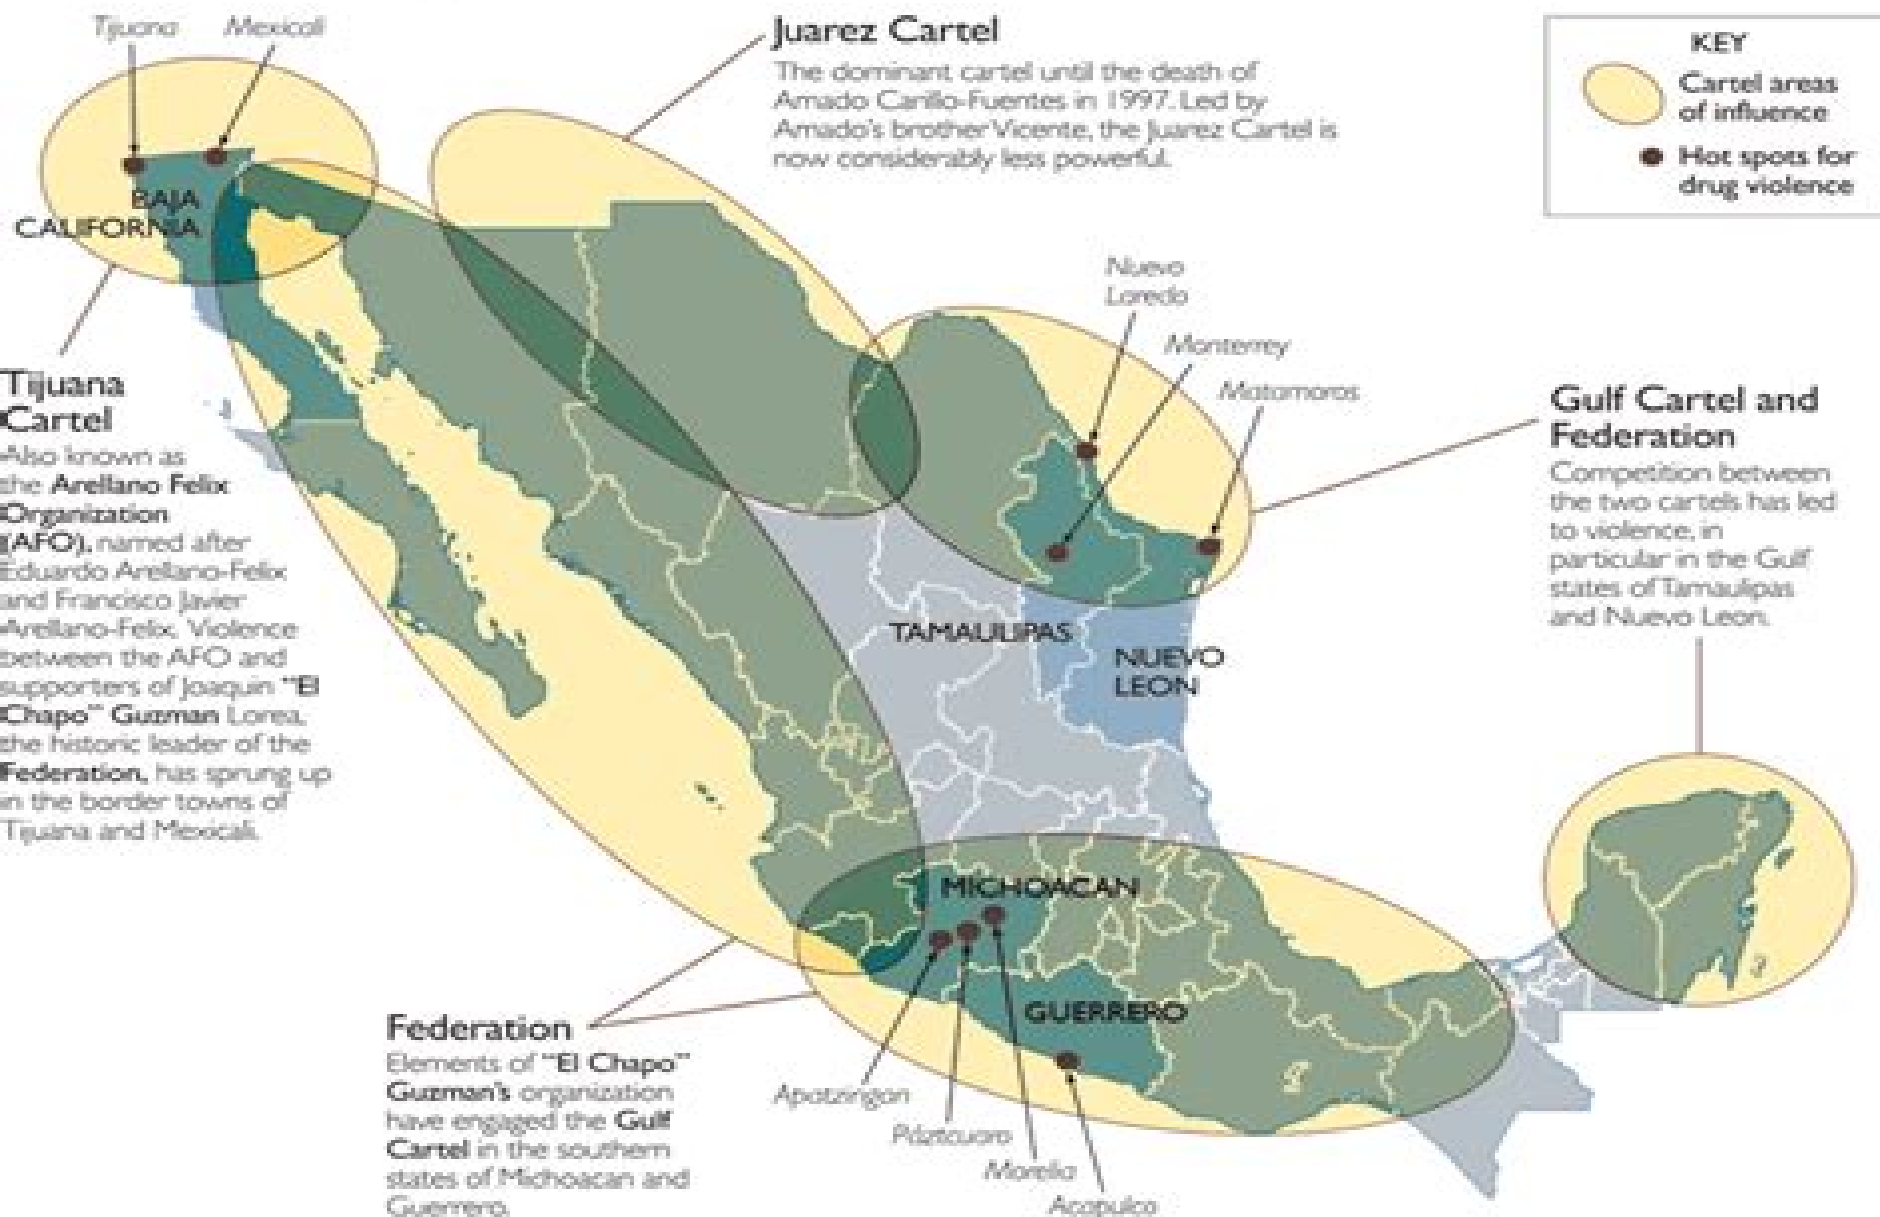 Tijuana
Mexicali
Juarez Cartel
The dominant cartel until the death of
Amado Carillo-Fuentes in 1997. Led by
Amado's brother Vicente, the Juarez Cartel is
now considerably less powerful.
KEY
Cartel areas
of influence
Hot spots for
drug violence
BAJA
CALIFORNIA
Nuevo
Loredo
Monterrey
Matamoros
Tijuana
Cartel
Also known as
the Arellano Felix
Organization
(AFO), named after
Eduardo Arellano-Felix
and Francisco Javier
Arellano-Felix. Violence
between the AFO and
supporters of Joaquin "El
Chapo" Guzman Lorea,
the historic leader of the
Federation, has sprung up
in the border towns of
Tijuana and Mexicali.
Gulf Cartel and
Federation
Competition between
the two cartels has led
to violence, in
particular in the Gulf
states of Tamaulipas
and Nuevo Leon.
TAMAULIPAS
NUEVO
LEON
MICHOACAN
GUERRERO
Federation
Elements of "El Chapo"
Guzman's organization
have engaged the Gulf
Cartel in the southern
states of Michoacan and
Guerrero.
Apatzingan
Páztcuaro
Morelia
Acapulco